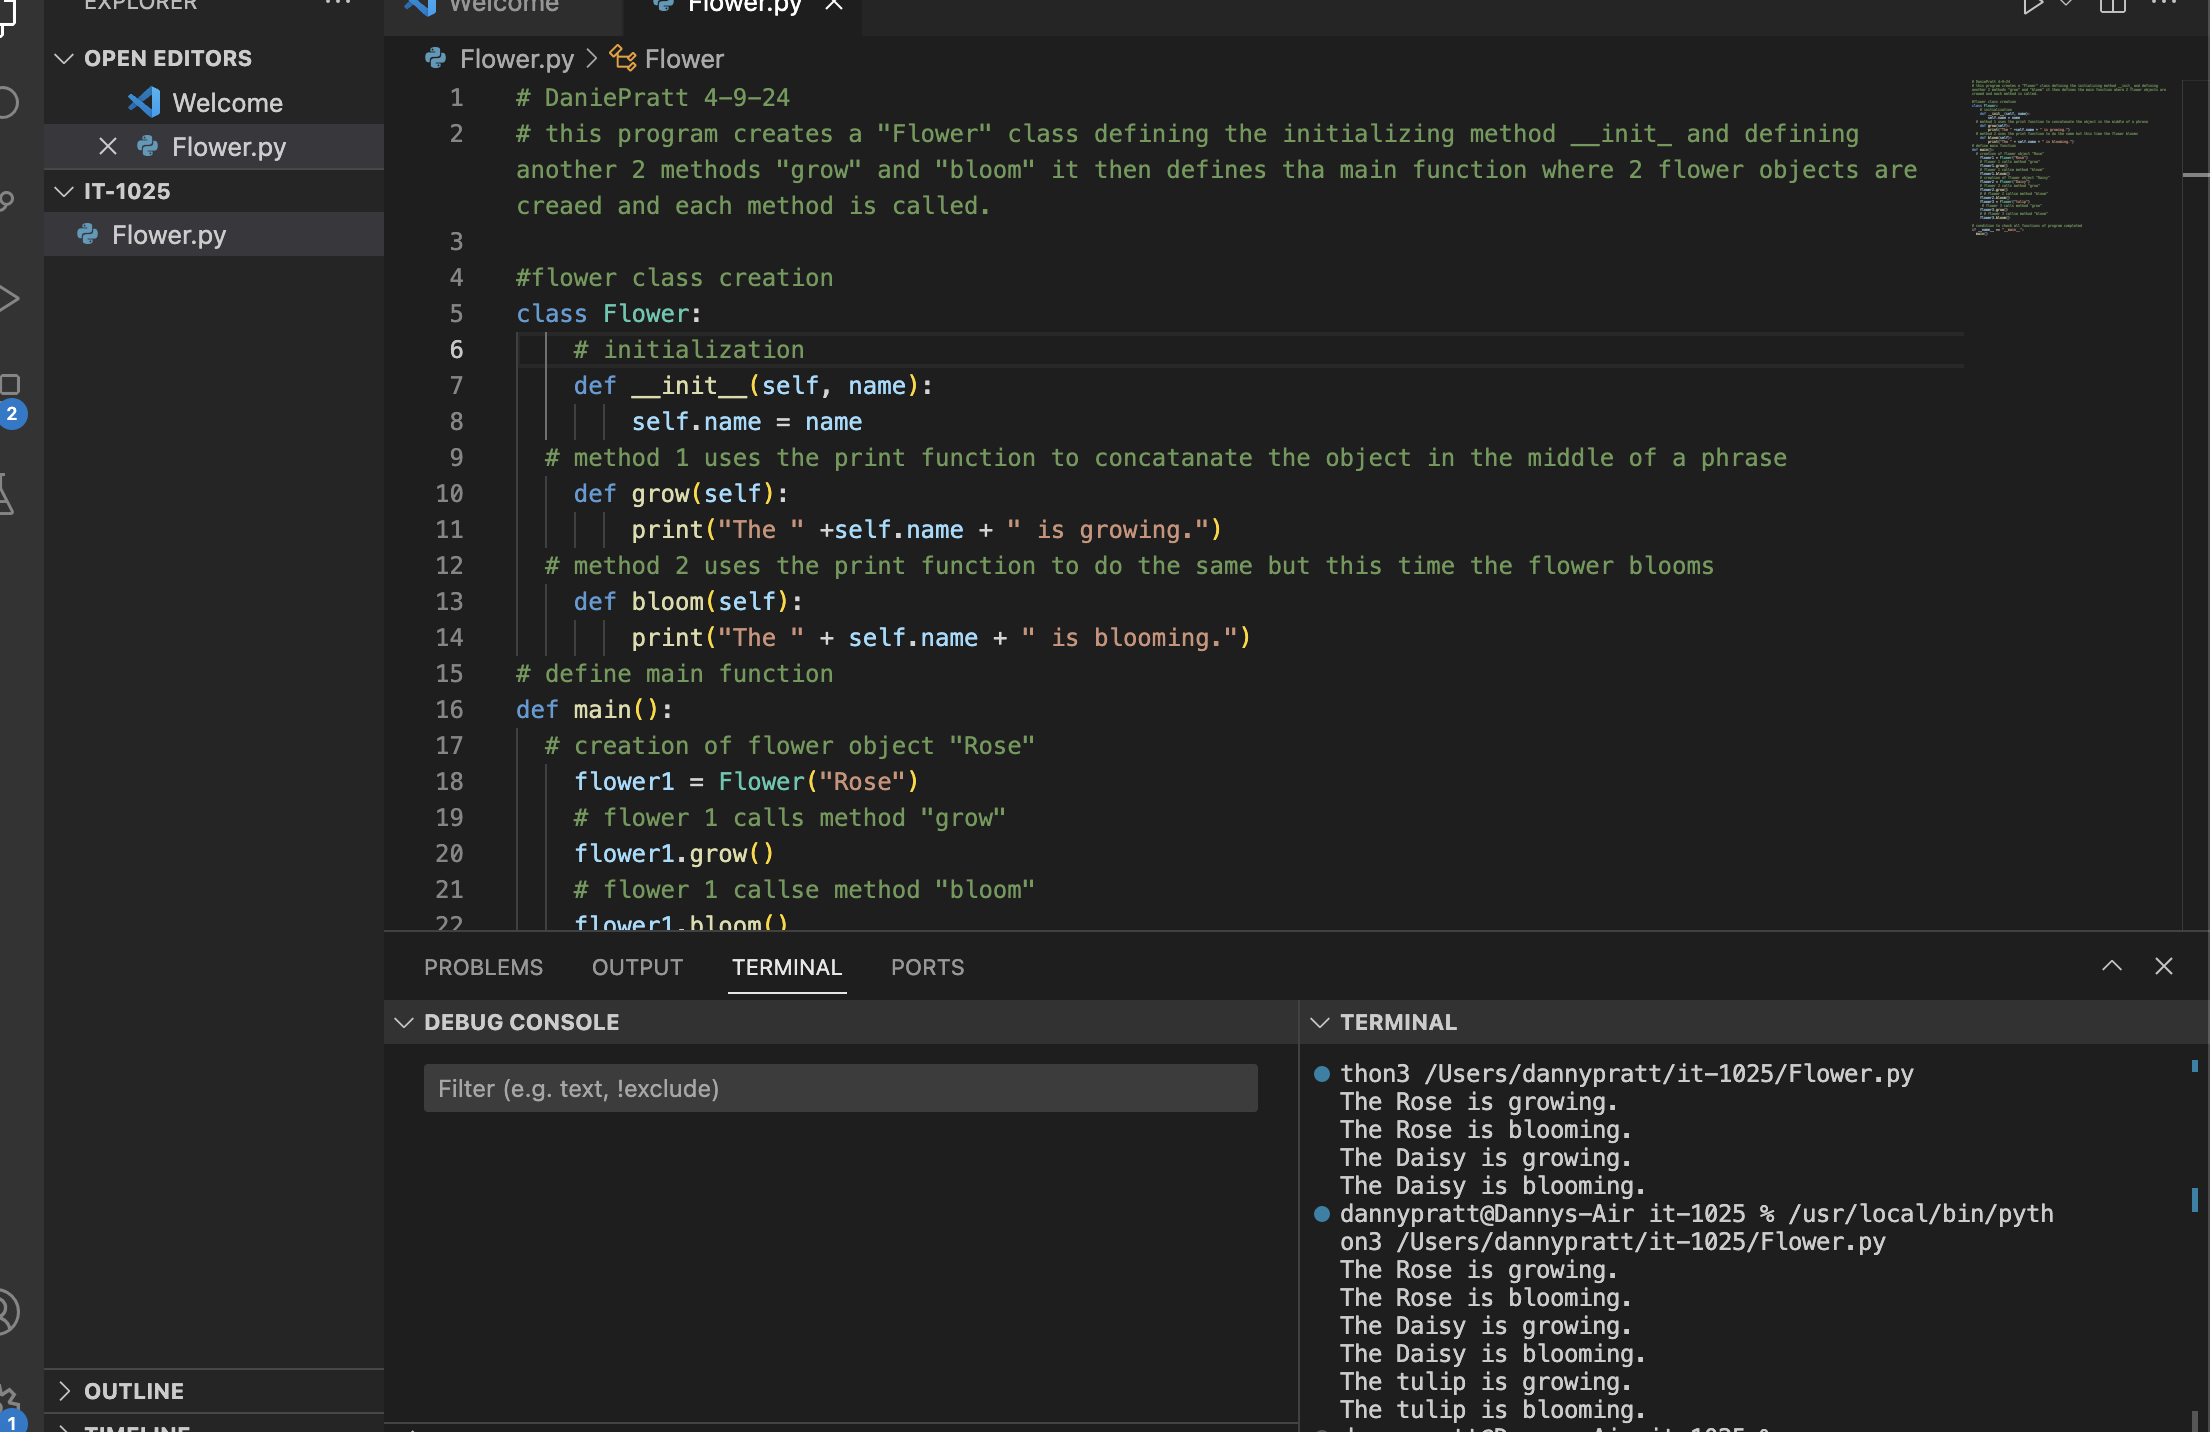 EXPLORER
Welcome
Flower.py
OPEN EDITORS
Welcome
Flower.py
IT-1025
Flower.py
2
OUTLINE
TIMELINE
1
Flower.py > Flower
1 # DaniePratt 4-9-24
2 # this program creates a "Flower" class defining the initializing method __init_ and defining
another 2 methods "grow" and "bloom" it then defines tha main function where 2 flower objects are
creaed and each method is called.
3
4 #flower class creation
5 class Flower:
6 # initialization
7 def __init__(self, name):
8 self.name = name
9 # method 1 uses the print function to concatanate the object in the middle of a phrase
10 def grow(self):
11 print("The " +self.name + " is growing.")
12 # method 2 uses the print function to do the same but this time the flower blooms
13 def bloom(self):
14 print("The " + self.name + " is blooming.")
15 # define main function
16 def main():
17 # creation of flower object "Rose"
18 flower1 = Flower("Rose")
19 # flower 1 calls method "grow"
20 flower1.grow()
21 # flower 1 callse method "bloom"
22 flower1.bloom()
PROBLEMS OUTPUT TERMINAL PORTS
DEBUG CONSOLE
Filter (e.g. text, !exclude)
TERMINAL
thon3 /Users/dannypratt/it-1025/Flower.py
The Rose is growing.
The Rose is blooming.
The Daisy is growing.
The Daisy is blooming.
dannypratt@Dannys-Air it-1025 % /usr/local/bin/pyth
on3 /Users/dannypratt/it-1025/Flower.py
The Rose is growing.
The Rose is blooming.
The Daisy is growing.
The Daisy is blooming.
The tulip is growing.
The tulip is blooming.
dannypratt@Dannys-Air it-1025 %